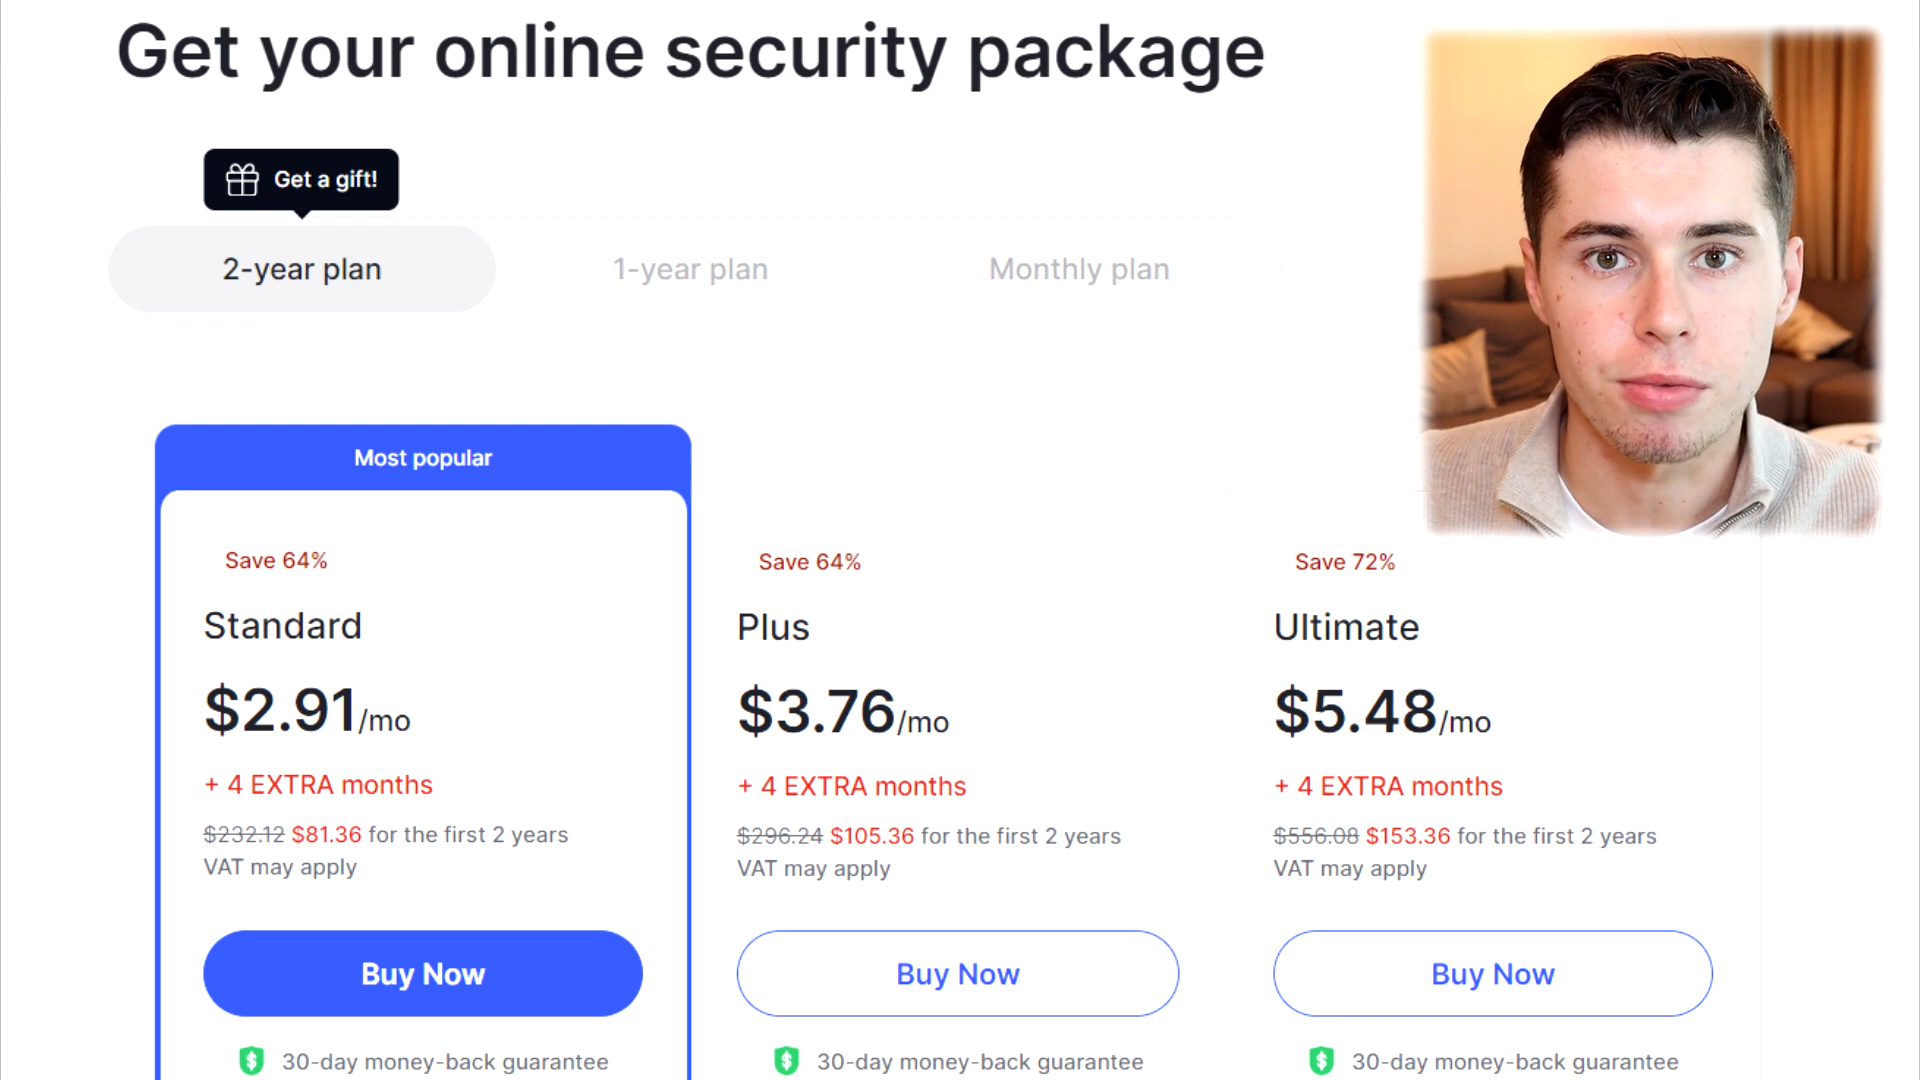 Get your online security package
Get a gift!
2-year plan
1-year plan
Monthly plan
Most popular
Save 64%
Standard
$2.91/mo
+ 4 EXTRA months
$232.12 $81.36 for the first 2 years
VAT may apply
Buy Now
30-day money-back guarantee
Save 64%
Plus
$3.76/mo
+ 4 EXTRA months
$296.24 $105.36 for the first 2 years
VAT may apply
Buy Now
30-day money-back guarantee
Save 72%
Ultimate
$5.48/mo
+ 4 EXTRA months
$556.08 $153.36 for the first 2 years
VAT may apply
Buy Now
30-day money-back guarantee